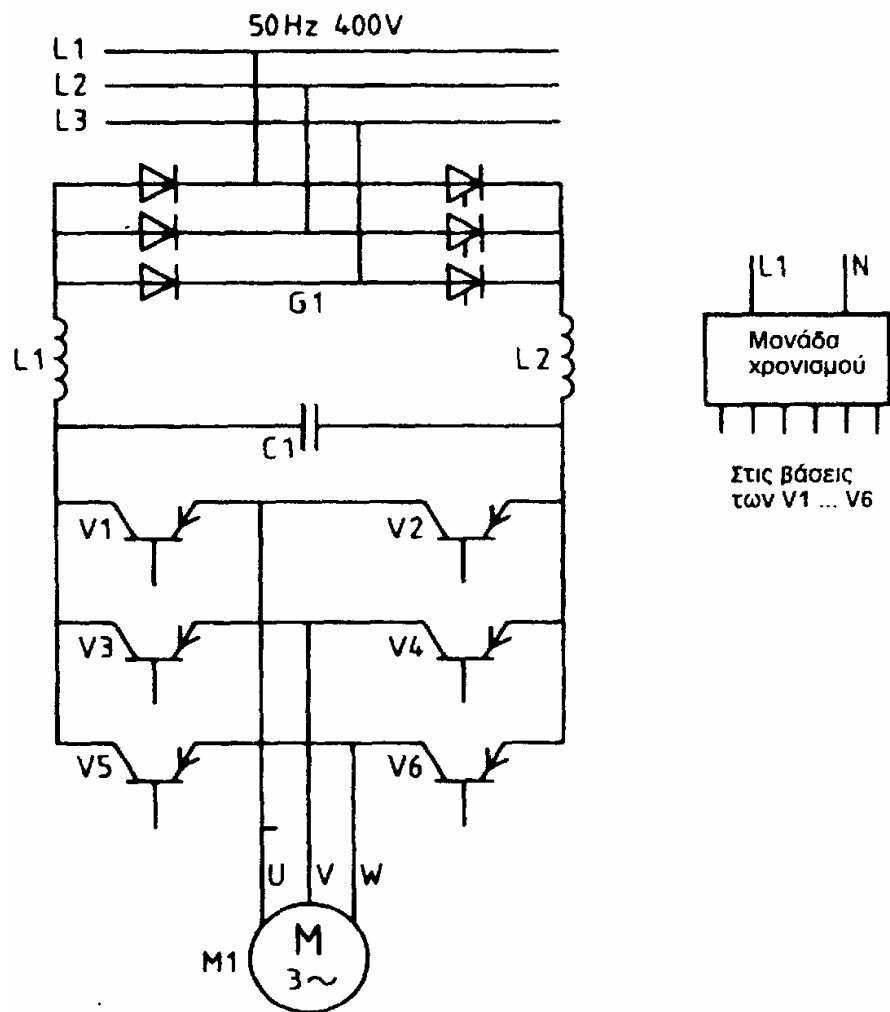 50Hz 400V
L1
L2
L3
G1
L1
L2
C1
V1
V2
V3
V4
V5
V6
U V W
M1
M
3~
L1 N
Μονάδα
χρονισμού
Στις βάσεις
των V1 ... V6